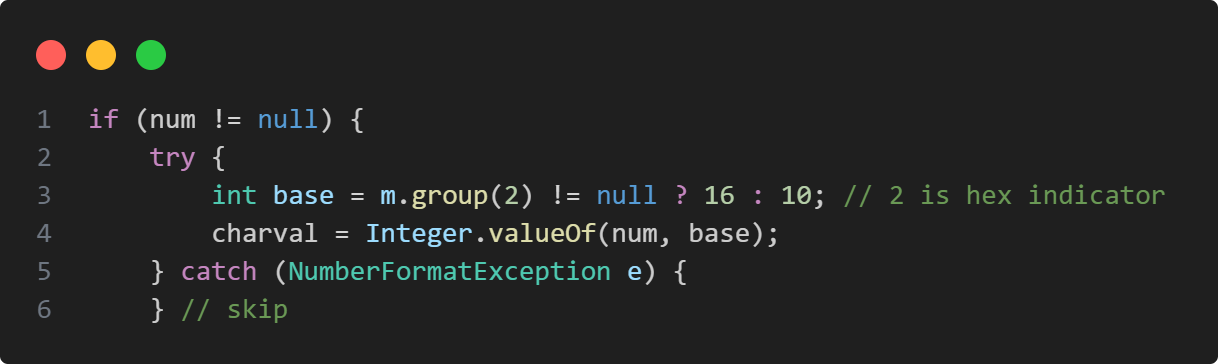 1 if (num != null) {
2     try {
3         int base = m.group(2) != null ? 16 : 10; // 2 is hex indicator
4         charval = Integer.valueOf(num, base);
5     } catch (NumberFormatException e) {
6     } // skip